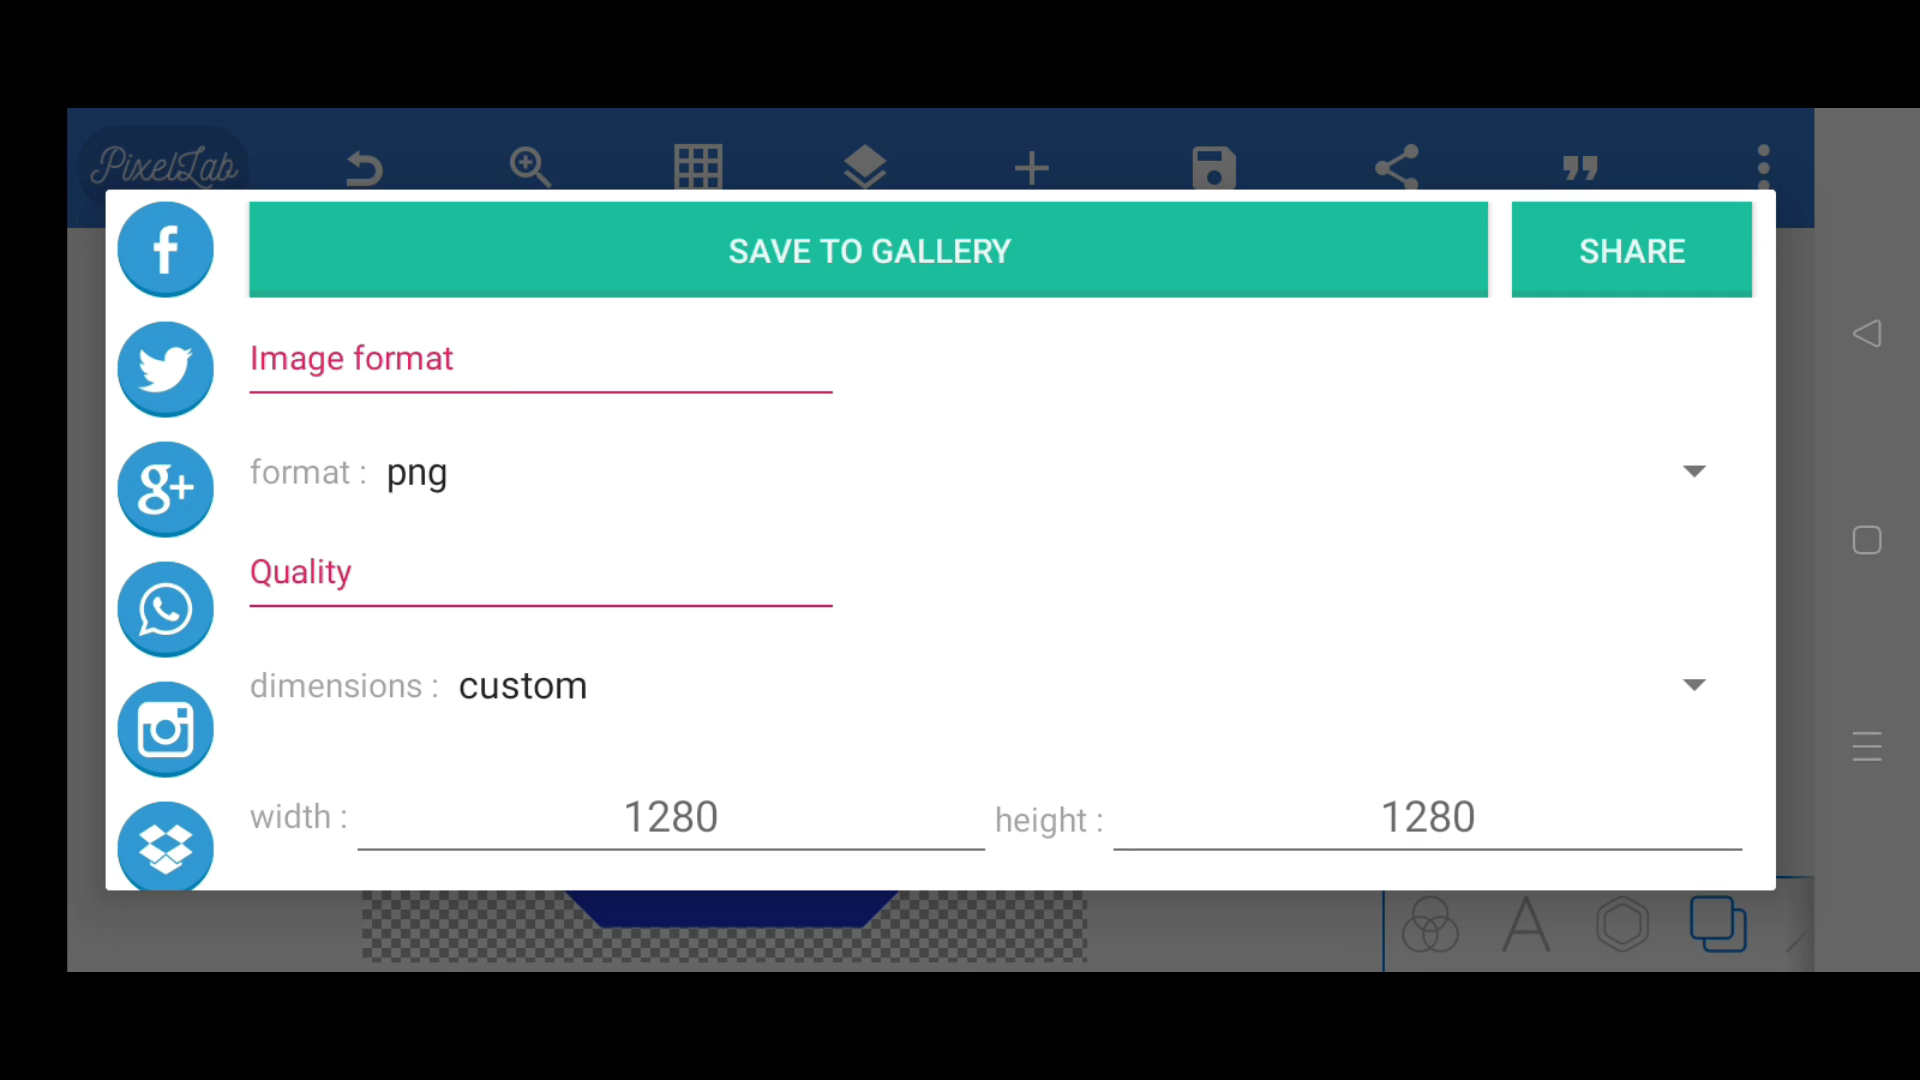 PixelLab
SAVE TO GALLERY
SHARE
Image format
format : png
Quality
dimensions : custom
width : 1280 height : 1280